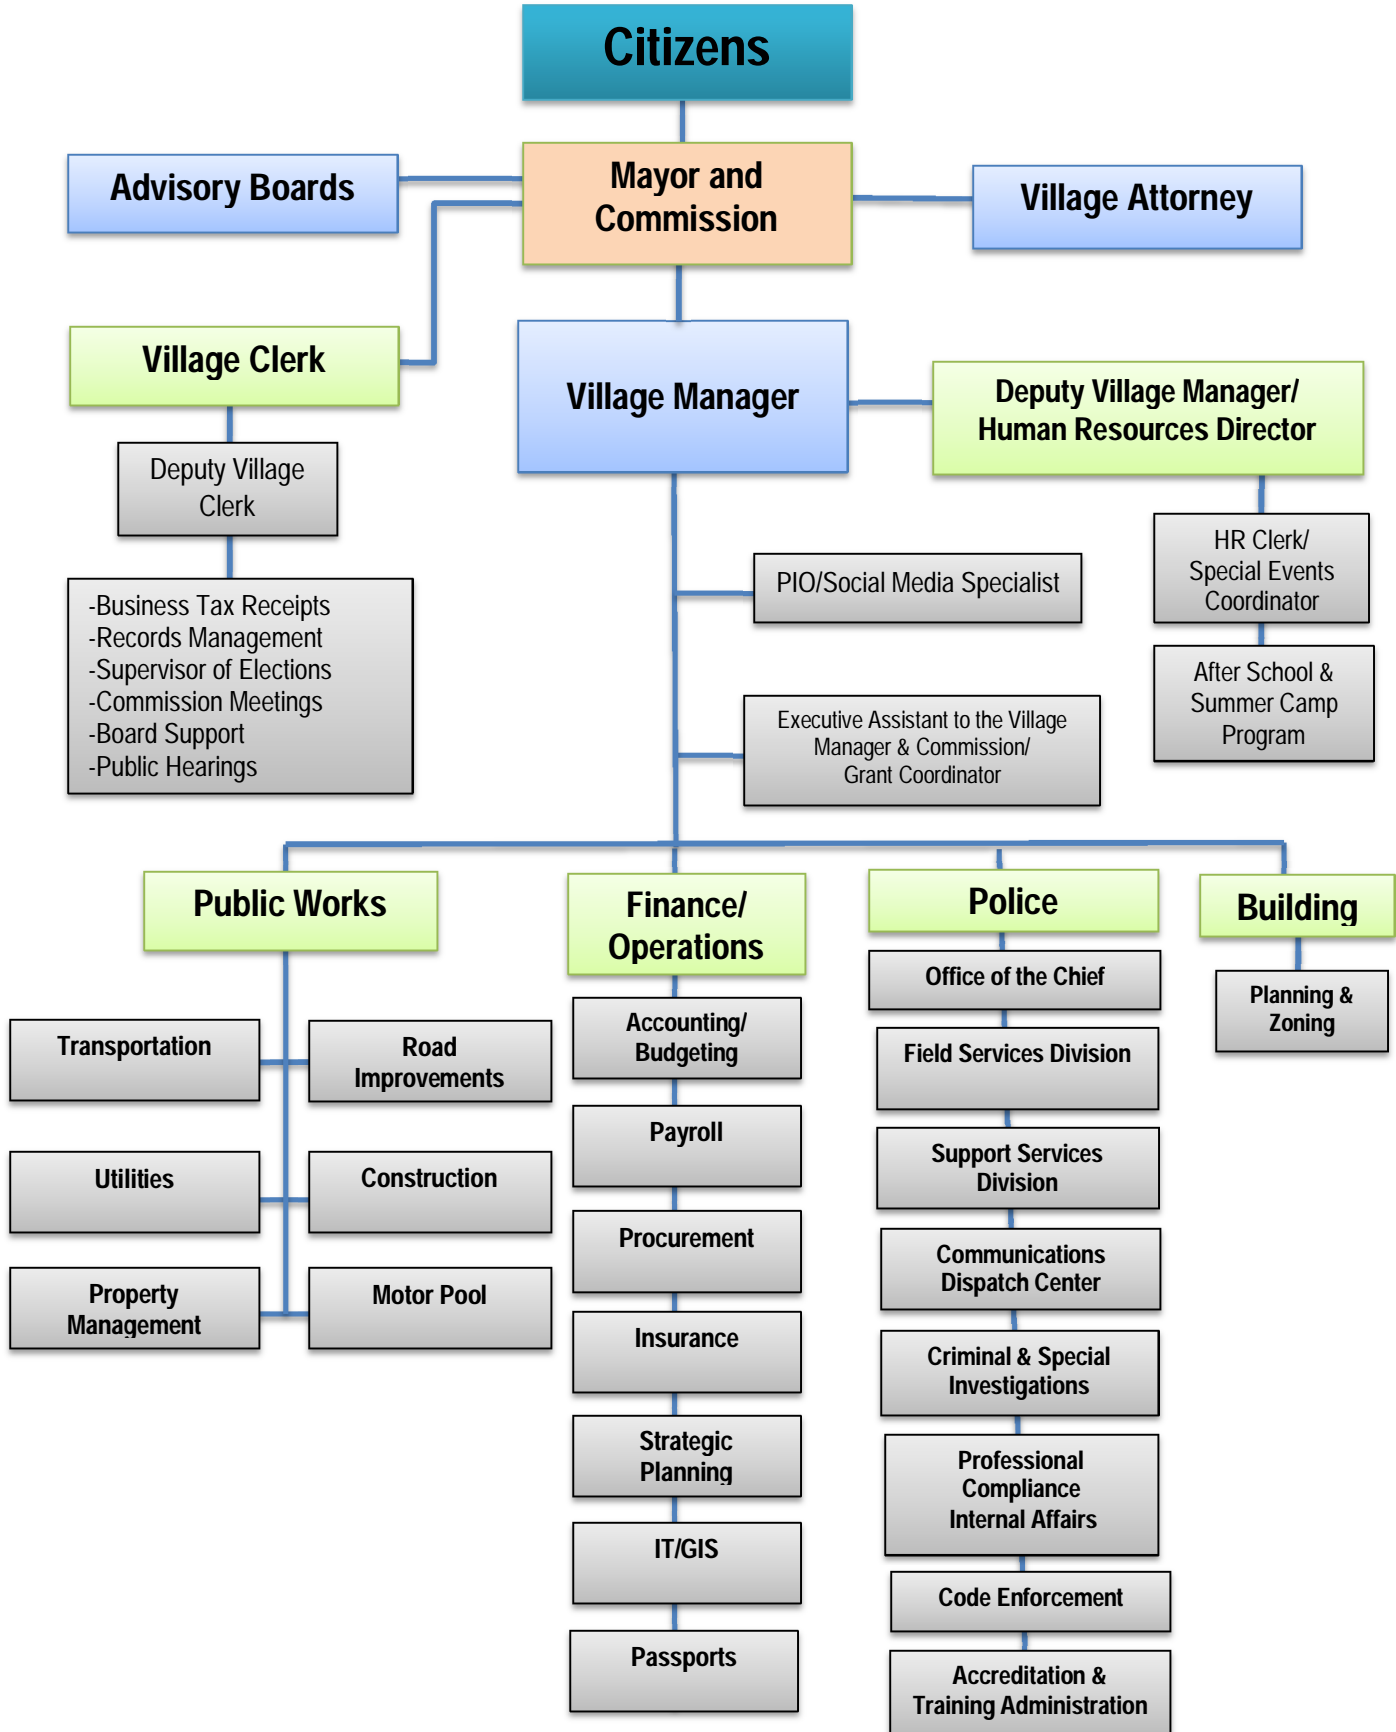 Citizens
Advisory Boards
Mayor and
Commission
Village Attorney
Village Clerk
Village Manager
Deputy Village Manager/
Human Resources Director
Deputy Village
Clerk
-Business Tax Receipts
-Records Management
-Supervisor of Elections
-Commission Meetings
-Board Support
-Public Hearings
PIO/Social Media Specialist
Executive Assistant to the Village
Manager & Commission/
Grant Coordinator
HR Clerk/
Special Events
Coordinator
After School &
Summer Camp
Program
Public Works
Transportation
Road
Improvements
Utilities
Construction
Property
Management
Motor Pool
Finance/
Operations
Accounting/
Budgeting
Payroll
Procurement
Insurance
Strategic
Planning
IT/GIS
Passports
Police
Office of the Chief
Field Services Division
Support Services
Division
Communications
Dispatch Center
Criminal & Special
Investigations
Professional
Compliance
Internal Affairs
Code Enforcement
Accreditation &
Training Administration
Building
Planning &
Zoning